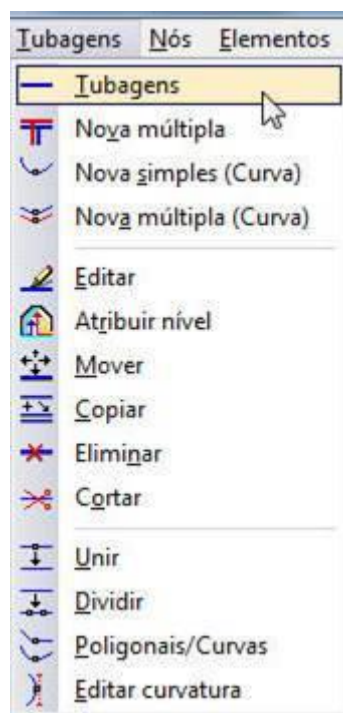 Tubagens Nós Elementos
Tubagens
Nova múltipla
Nova simples (Curva)
Nova múltipla (Curva)
Editar
Atribuir nível
Mover
Copiar
Eliminar
Cortar
Unir
Dividir
Poligonais/Curvas
Editar curvatura